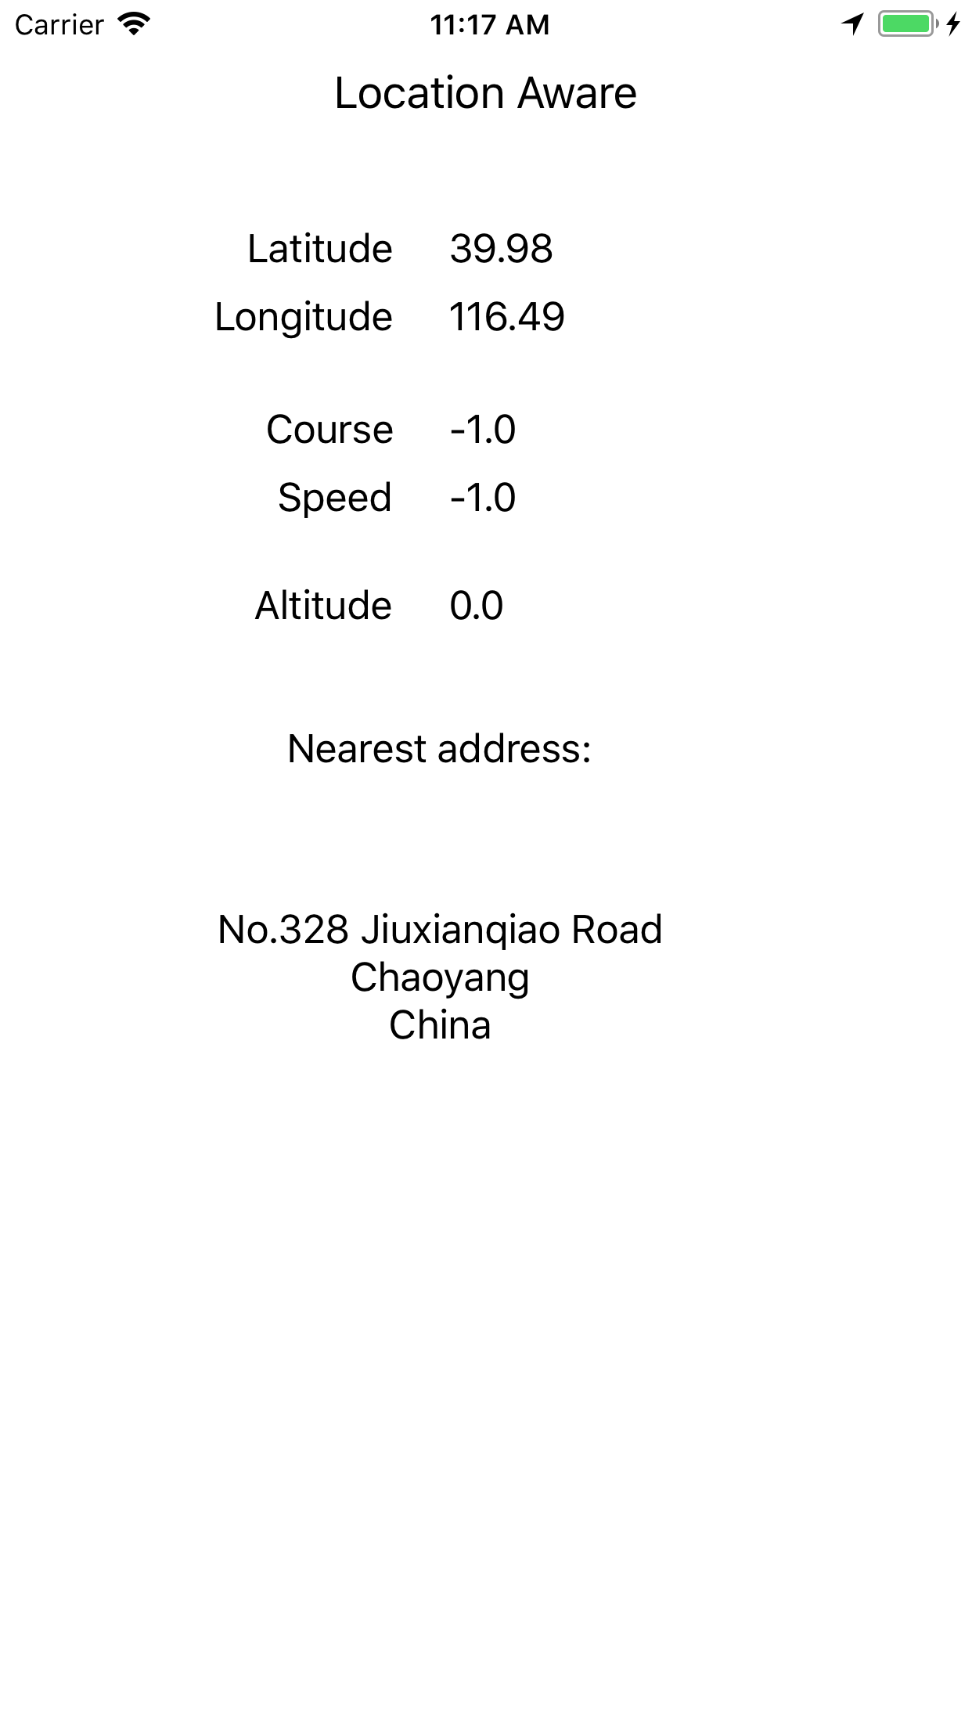 Carrier 11:17 AM
Location Aware
Latitude 39.98
Longitude 116.49
Course -1.0
Speed -1.0
Altitude 0.0
Nearest address:
No.328 Jiuxianqiao Road
Chaoyang
China